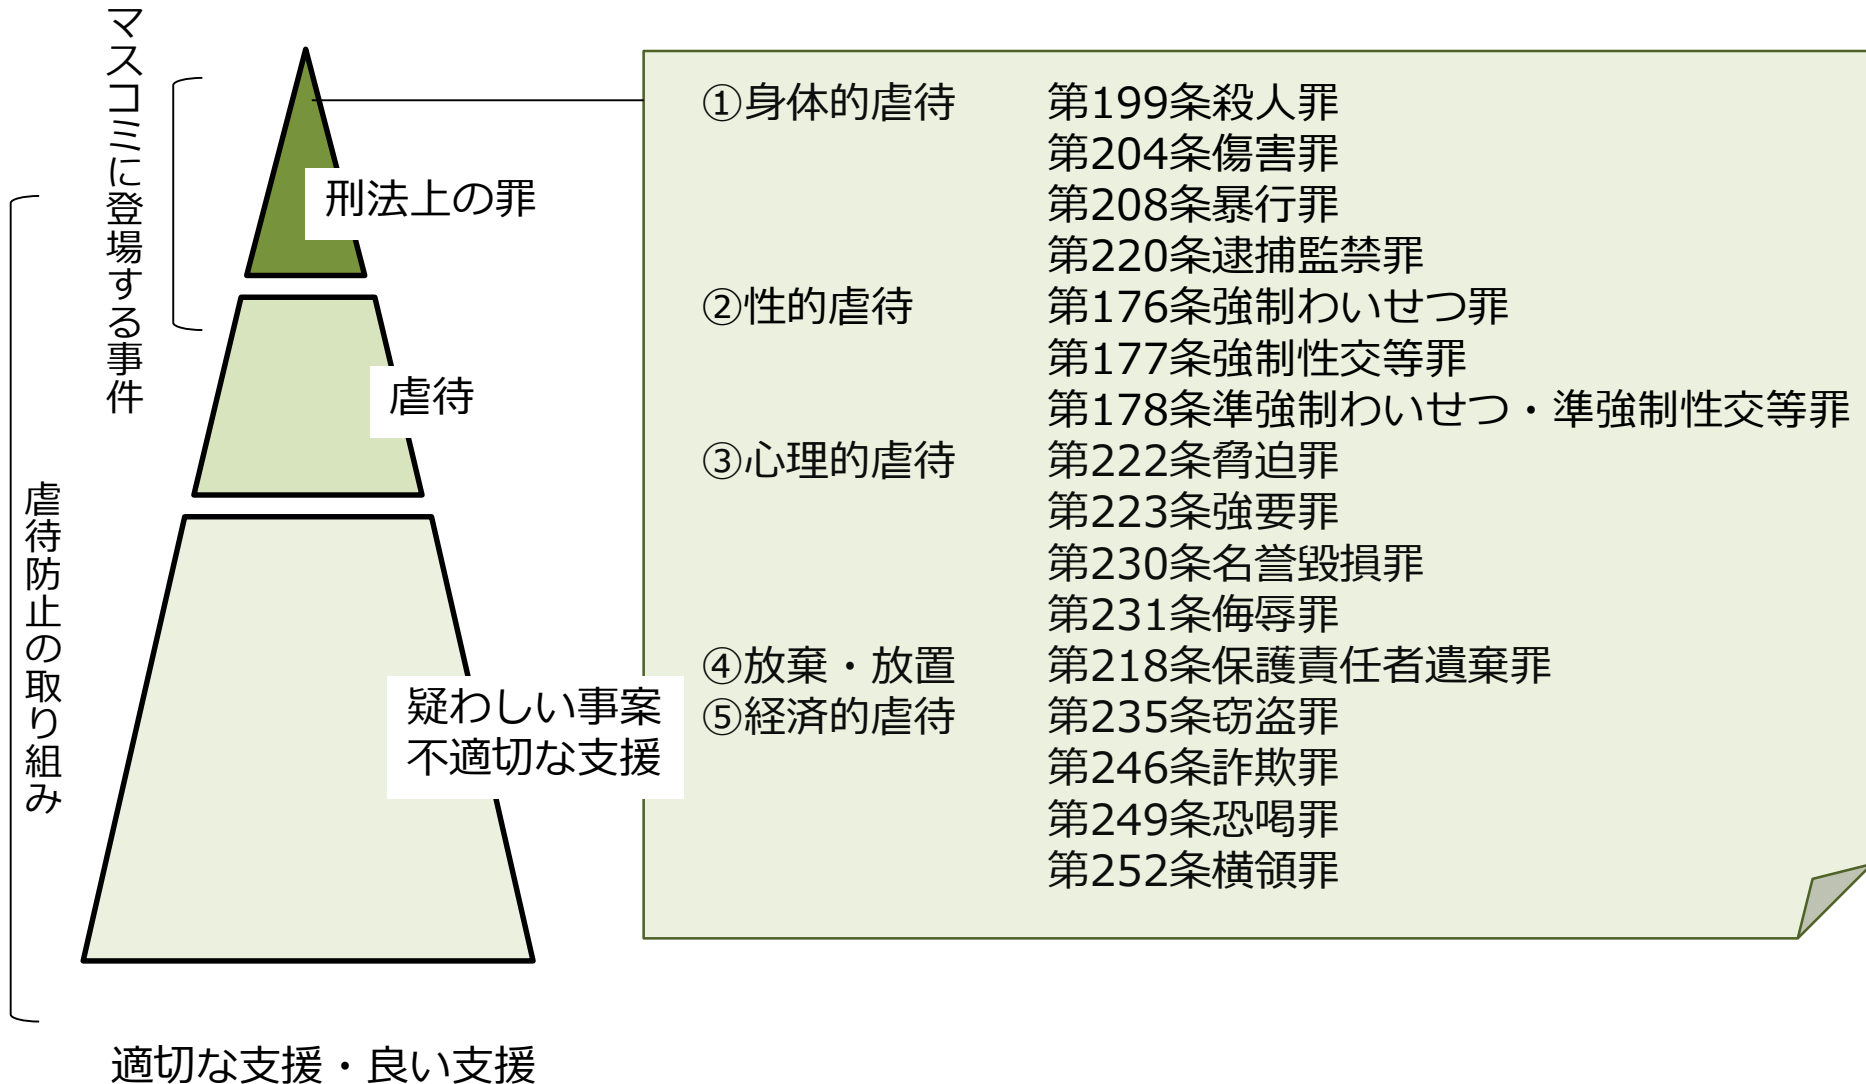 マスコミに登場する事件
虐待防止の取り組み
刑法上の罪
虐待
疑わしい事案
不適切な支援
適切な支援・良い支援
①身体的虐待 第199条殺人罪
第204条傷害罪
第208条暴行罪
第220条逮捕監禁罪
②性的虐待 第176条強制わいせつ罪
第177条強制性交等罪
第178条準強制わいせつ・準強制性交等罪
③心理的虐待 第222条脅迫罪
第223条強要罪
第230条名誉毀損罪
第231条侮辱罪
④放棄・放置 第218条保護責任者遺棄罪
⑤経済的虐待 第235条窃盗罪
第246条詐欺罪
第249条恐喝罪
第252条横領罪